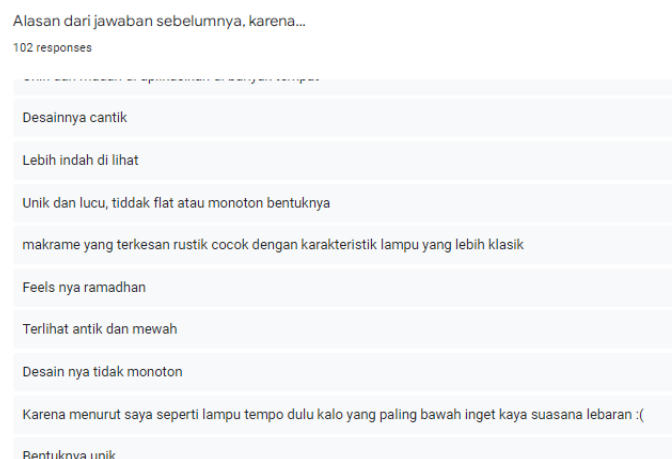 Alasan dari jawaban sebelumnya, karena...
102 responses
Desainnya cantik
Lebih indah di lihat
Unik dan lucu, tiddak flat atau monoton bentuknya
makrame yang terkesan rustik cocok dengan karakteristik lampu yang lebih klasik
Feels nya ramadhan
Terlihat antik dan mewah
Desain nya tidak monoton
Karena menurut saya seperti lampu tempo dulu kalo yang paling bawah inget kaya suasana lebaran :(
Bentuknya unik